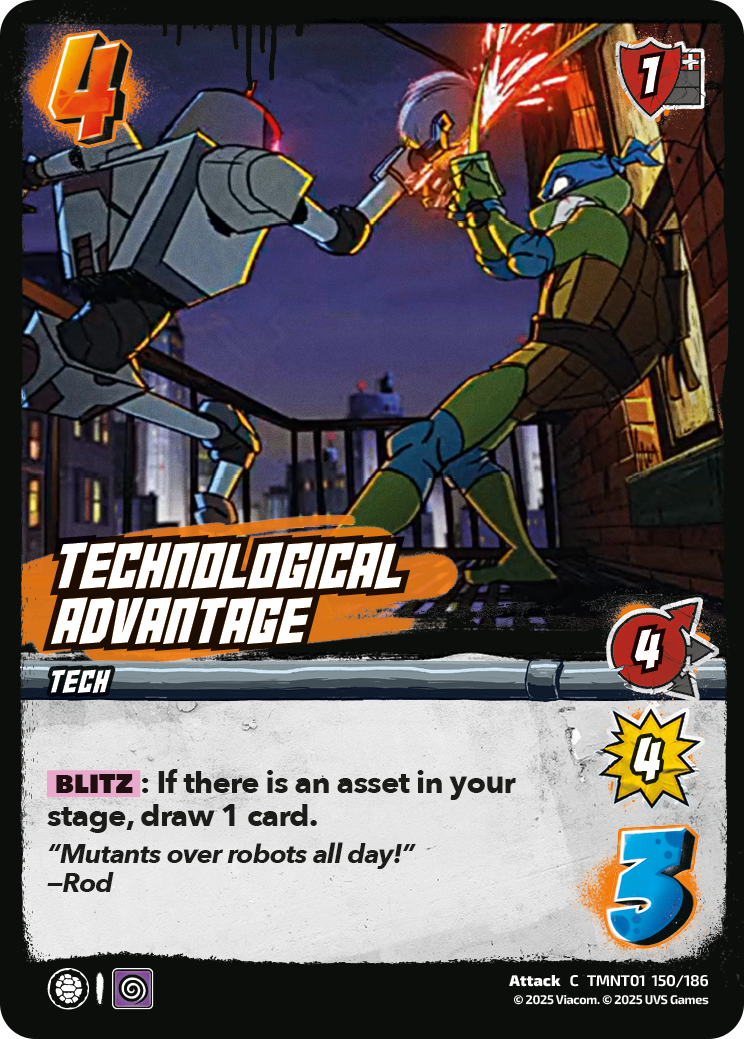 4
1
TECHNOLOGICAL
ADVANTAGE
4
TECH
4
BLITZ : If there is an asset in your
stage, draw 1 card.
“Mutants over robots all day!”
—Rod
3
Attack C TMNT01 150/186
© 2025 Viacom. © 2025 UVS Games